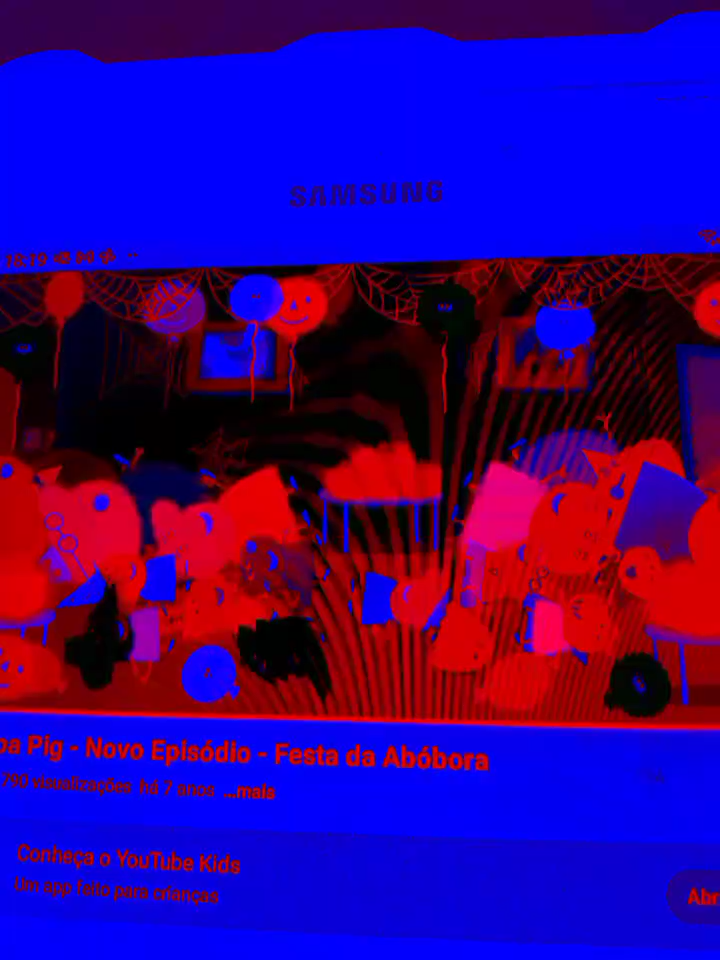 SAMSUNG
16:19
pa Pig - Novo Episódio - Festa da Abóbora
790 visualizações há 7 anos ...mais
Conheça o YouTube Kids
Um app feito para crianças
Abr